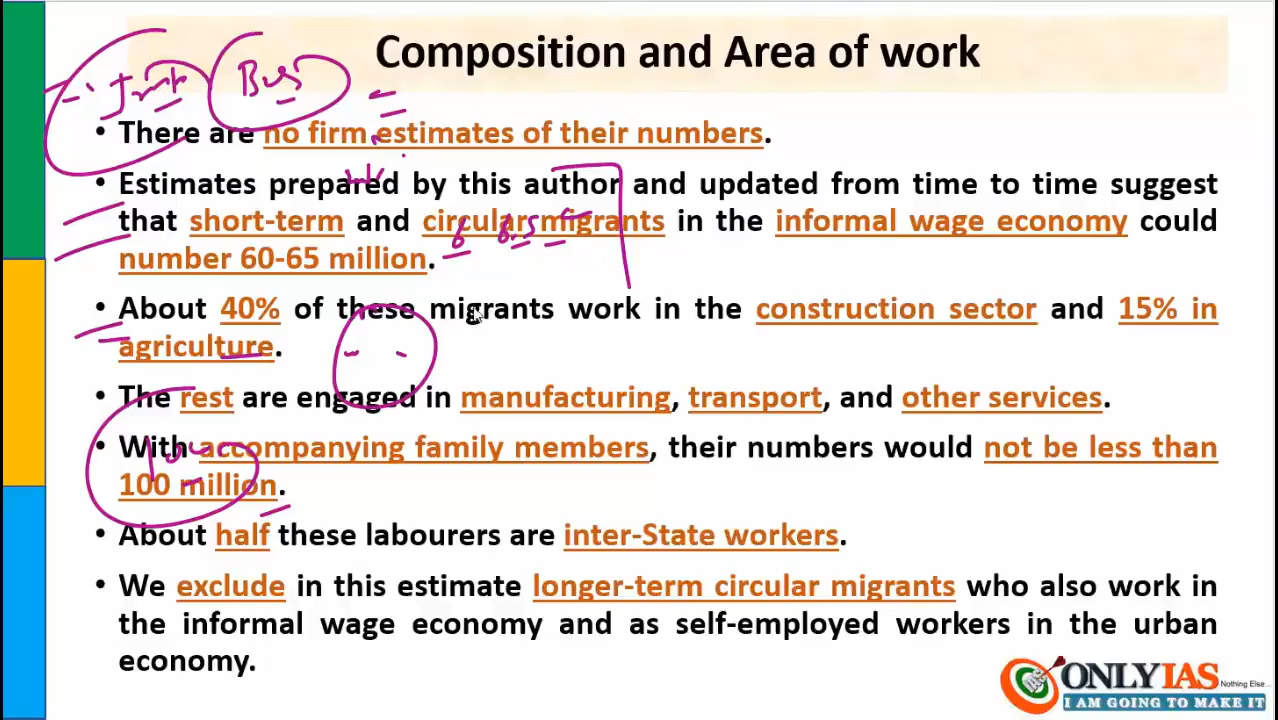 Composition and Area of work
Bus
• There are no firm estimates of their numbers.
• Estimates prepared by this author and updated from time to time suggest
that short-term and circular migrants in the informal wage economy could
number 60-65 million.
6 6.5
• About 40% of these migrants work in the construction sector and 15% in
agriculture.
• The rest are engaged in manufacturing, transport, and other services.
• With accompanying family members, their numbers would not be less than
100 million.
• About half these labourers are inter-State workers.
• We exclude in this estimate longer-term circular migrants who also work in
the informal wage economy and as self-employed workers in the urban
economy.
ONLYIAS
Nothing Else...
I AM GOING TO MAKE IT